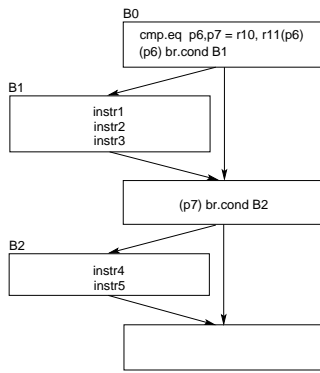 B0
cmp.eq p6,p7 = r10, r11(p6)
(p6) br.cond B1
B1
instr1
instr2
instr3
(p7) br.cond B2
B2
instr4
instr5